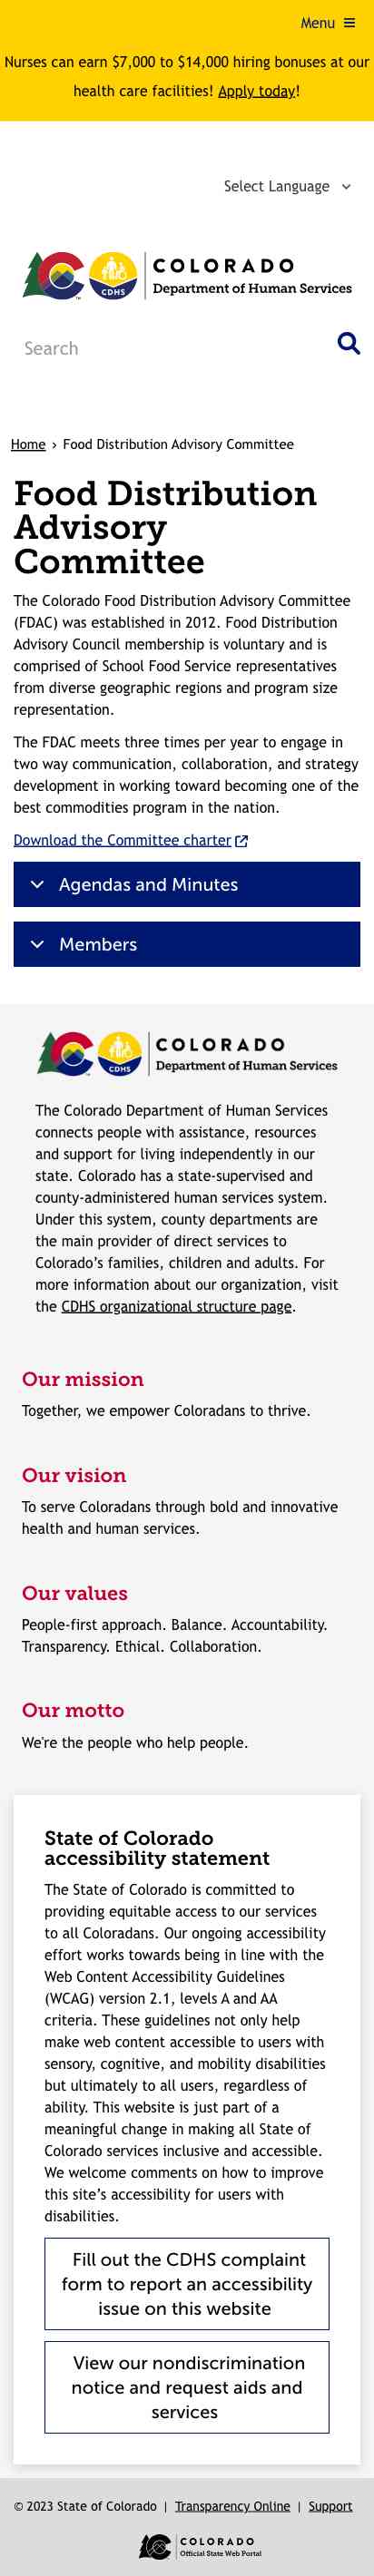 Menu
Nurses can earn $7,000 to $14,000 hiring bonuses at our
health care facilities! Apply today!
Select Language
CDHS
COLORADO
Department of Human Services
Search
Home › Food Distribution Advisory Committee
Food Distribution
Advisory
Committee
The Colorado Food Distribution Advisory Committee
(FDAC) was established in 2012. Food Distribution
Advisory Council membership is voluntary and is
comprised of School Food Service representatives
from diverse geographic regions and program size
representation.
The FDAC meets three times per year to engage in
two way communication, collaboration, and strategy
development in working toward becoming one of the
best commodities program in the nation.
Download the Committee charter
Agendas and Minutes
Members
CDHS
COLORADO
Department of Human Services
The Colorado Department of Human Services
connects people with assistance, resources
and support for living independently in our
state. Colorado has a state-supervised and
county-administered human services system.
Under this system, county departments are
the main provider of direct services to
Colorado’s families, children and adults. For
more information about our organization, visit
the CDHS organizational structure page.
Our mission
Together, we empower Coloradans to thrive.
Our vision
To serve Coloradans through bold and innovative
health and human services.
Our values
People-first approach. Balance. Accountability.
Transparency. Ethical. Collaboration.
Our motto
We're the people who help people.
State of Colorado
accessibility statement
The State of Colorado is committed to
providing equitable access to our services
to all Coloradans. Our ongoing accessibility
effort works towards being in line with the
Web Content Accessibility Guidelines
(WCAG) version 2.1, levels A and AA
criteria. These guidelines not only help
make web content accessible to users with
sensory, cognitive, and mobility disabilities
but ultimately to all users, regardless of
ability. This website is just part of a
meaningful change in making all State of
Colorado services inclusive and accessible.
We welcome comments on how to improve
this site’s accessibility for users with
disabilities.
Fill out the CDHS complaint
form to report an accessibility
issue on this website
View our nondiscrimination
notice and request aids and
services
© 2023 State of Colorado | Transparency Online | Support
COLORADO
Official State Web Portal